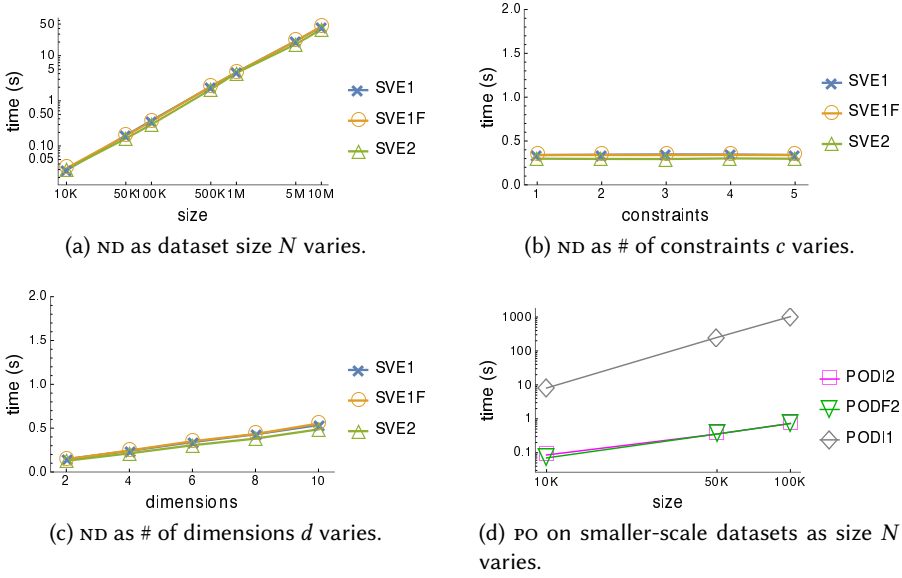 50
10
5
1
0.50
0.10
0.05
time (s)
10K 50K 100K 500K 1M 5M 10M
size
SVE1
SVE1F
SVE2
(a) ND as dataset size N varies.
2.0
1.5
1.0
0.5
0.0
time (s)
1 2 3 4 5
constraints
SVE1
SVE1F
SVE2
(b) ND as # of constraints c varies.
2.0
1.5
1.0
0.5
0.0
time (s)
2 4 6 8 10
dimensions
SVE1
SVE1F
SVE2
(c) ND as # of dimensions d varies.
1000
100
10
1
0.1
time (s)
10K 50K 100K
size
PODI2
PODF2
PODI1
(d) PO on smaller-scale datasets as size N
varies.